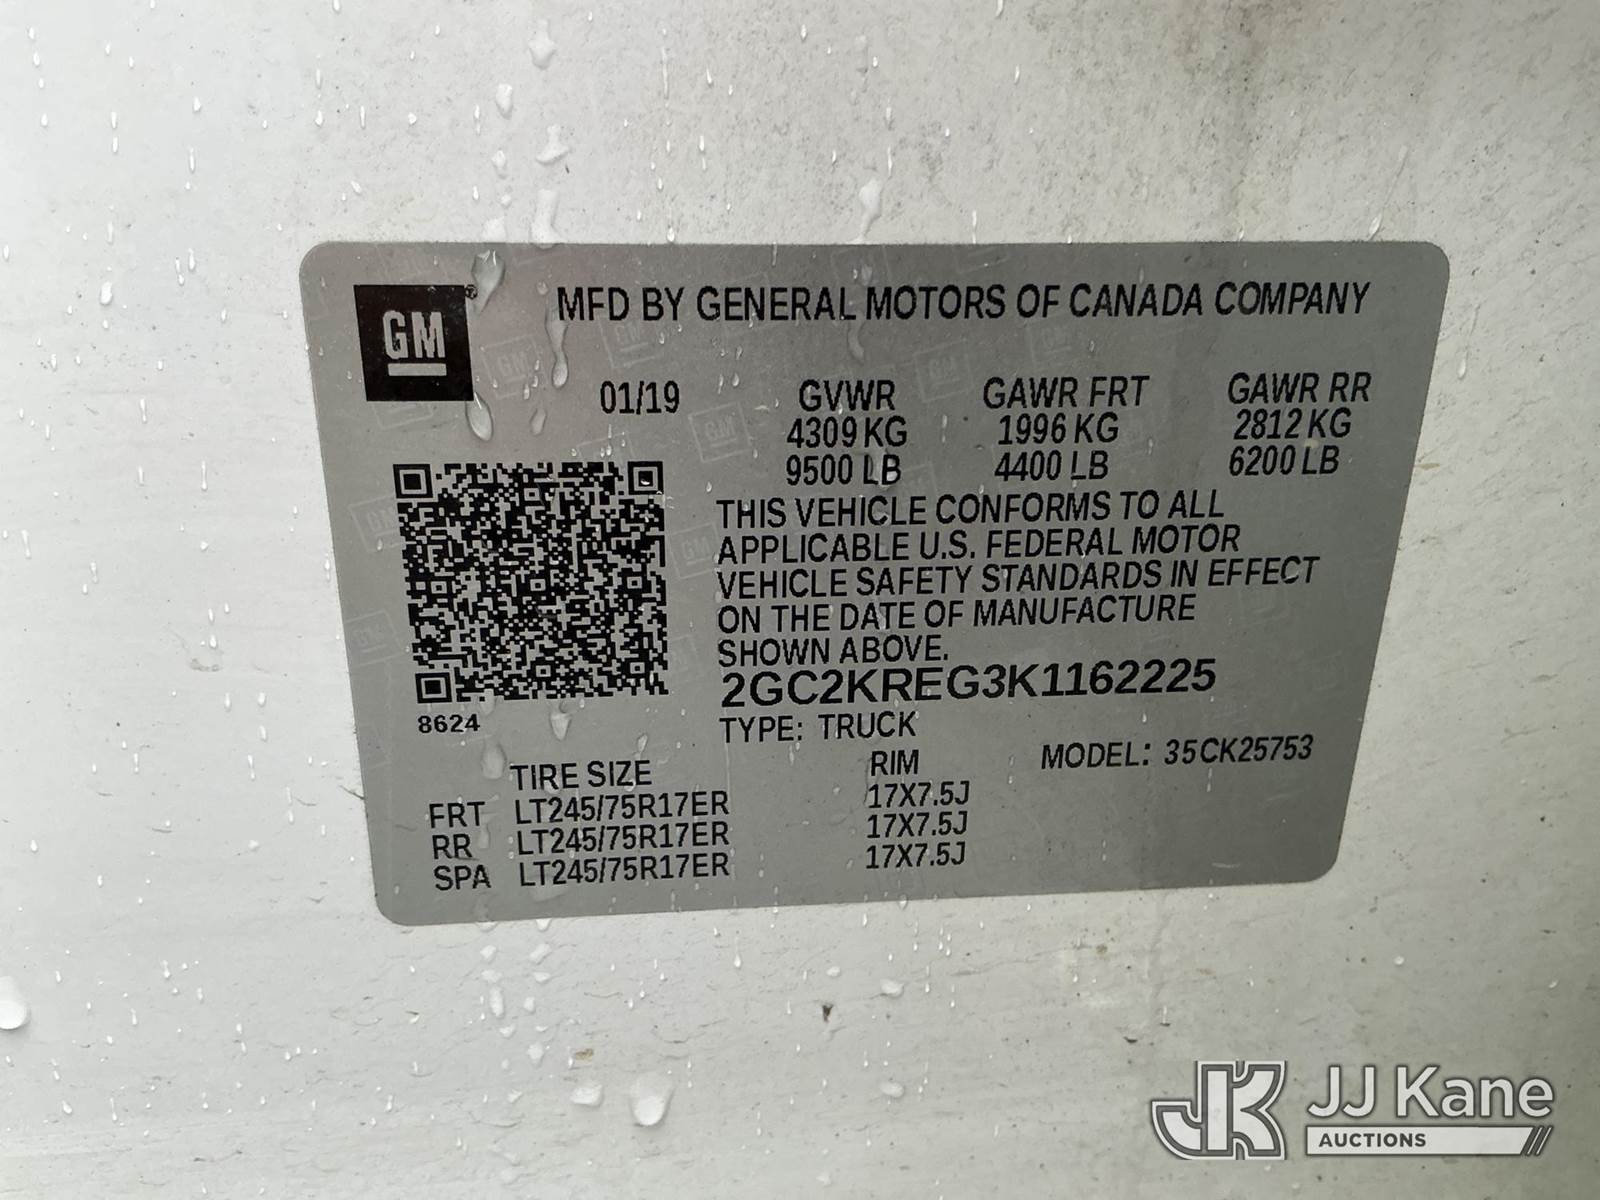 GM®
MFD BY GENERAL MOTORS OF CANADA COMPANY
01/19 GVWR GAWR FRT GAWR RR
4309 KG 1996 KG 2812 KG
9500 LB 4400 LB 6200 LB
THIS VEHICLE CONFORMS TO ALL
APPLICABLE U.S. FEDERAL MOTOR
VEHICLE SAFETY STANDARDS IN EFFECT
ON THE DATE OF MANUFACTURE
SHOWN ABOVE.
2GC2KREG3K1162225
8624
TYPE: TRUCK
MODEL: 35CK25753
TIRE SIZE RIM
FRT LT245/75R17ER 17X7.5J
RR LT245/75R17ER 17X7.5J
SPA LT245/75R17ER 17X7.5J
JK JJ Kane
AUCTIONS